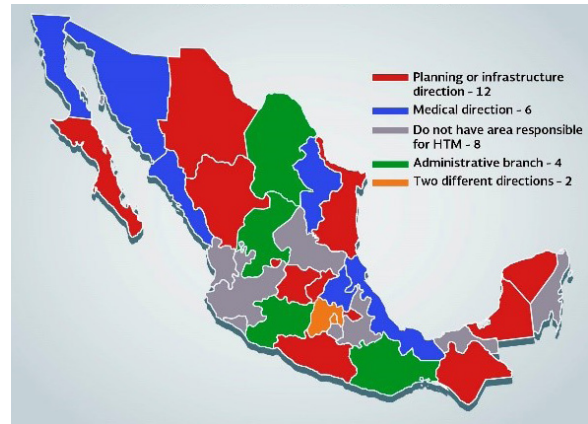 Planning or infrastructure
direction – 12
Medical direction – 6
Do not have area responsible
for HTM – 8
Administrative branch – 4
Two different directions – 2